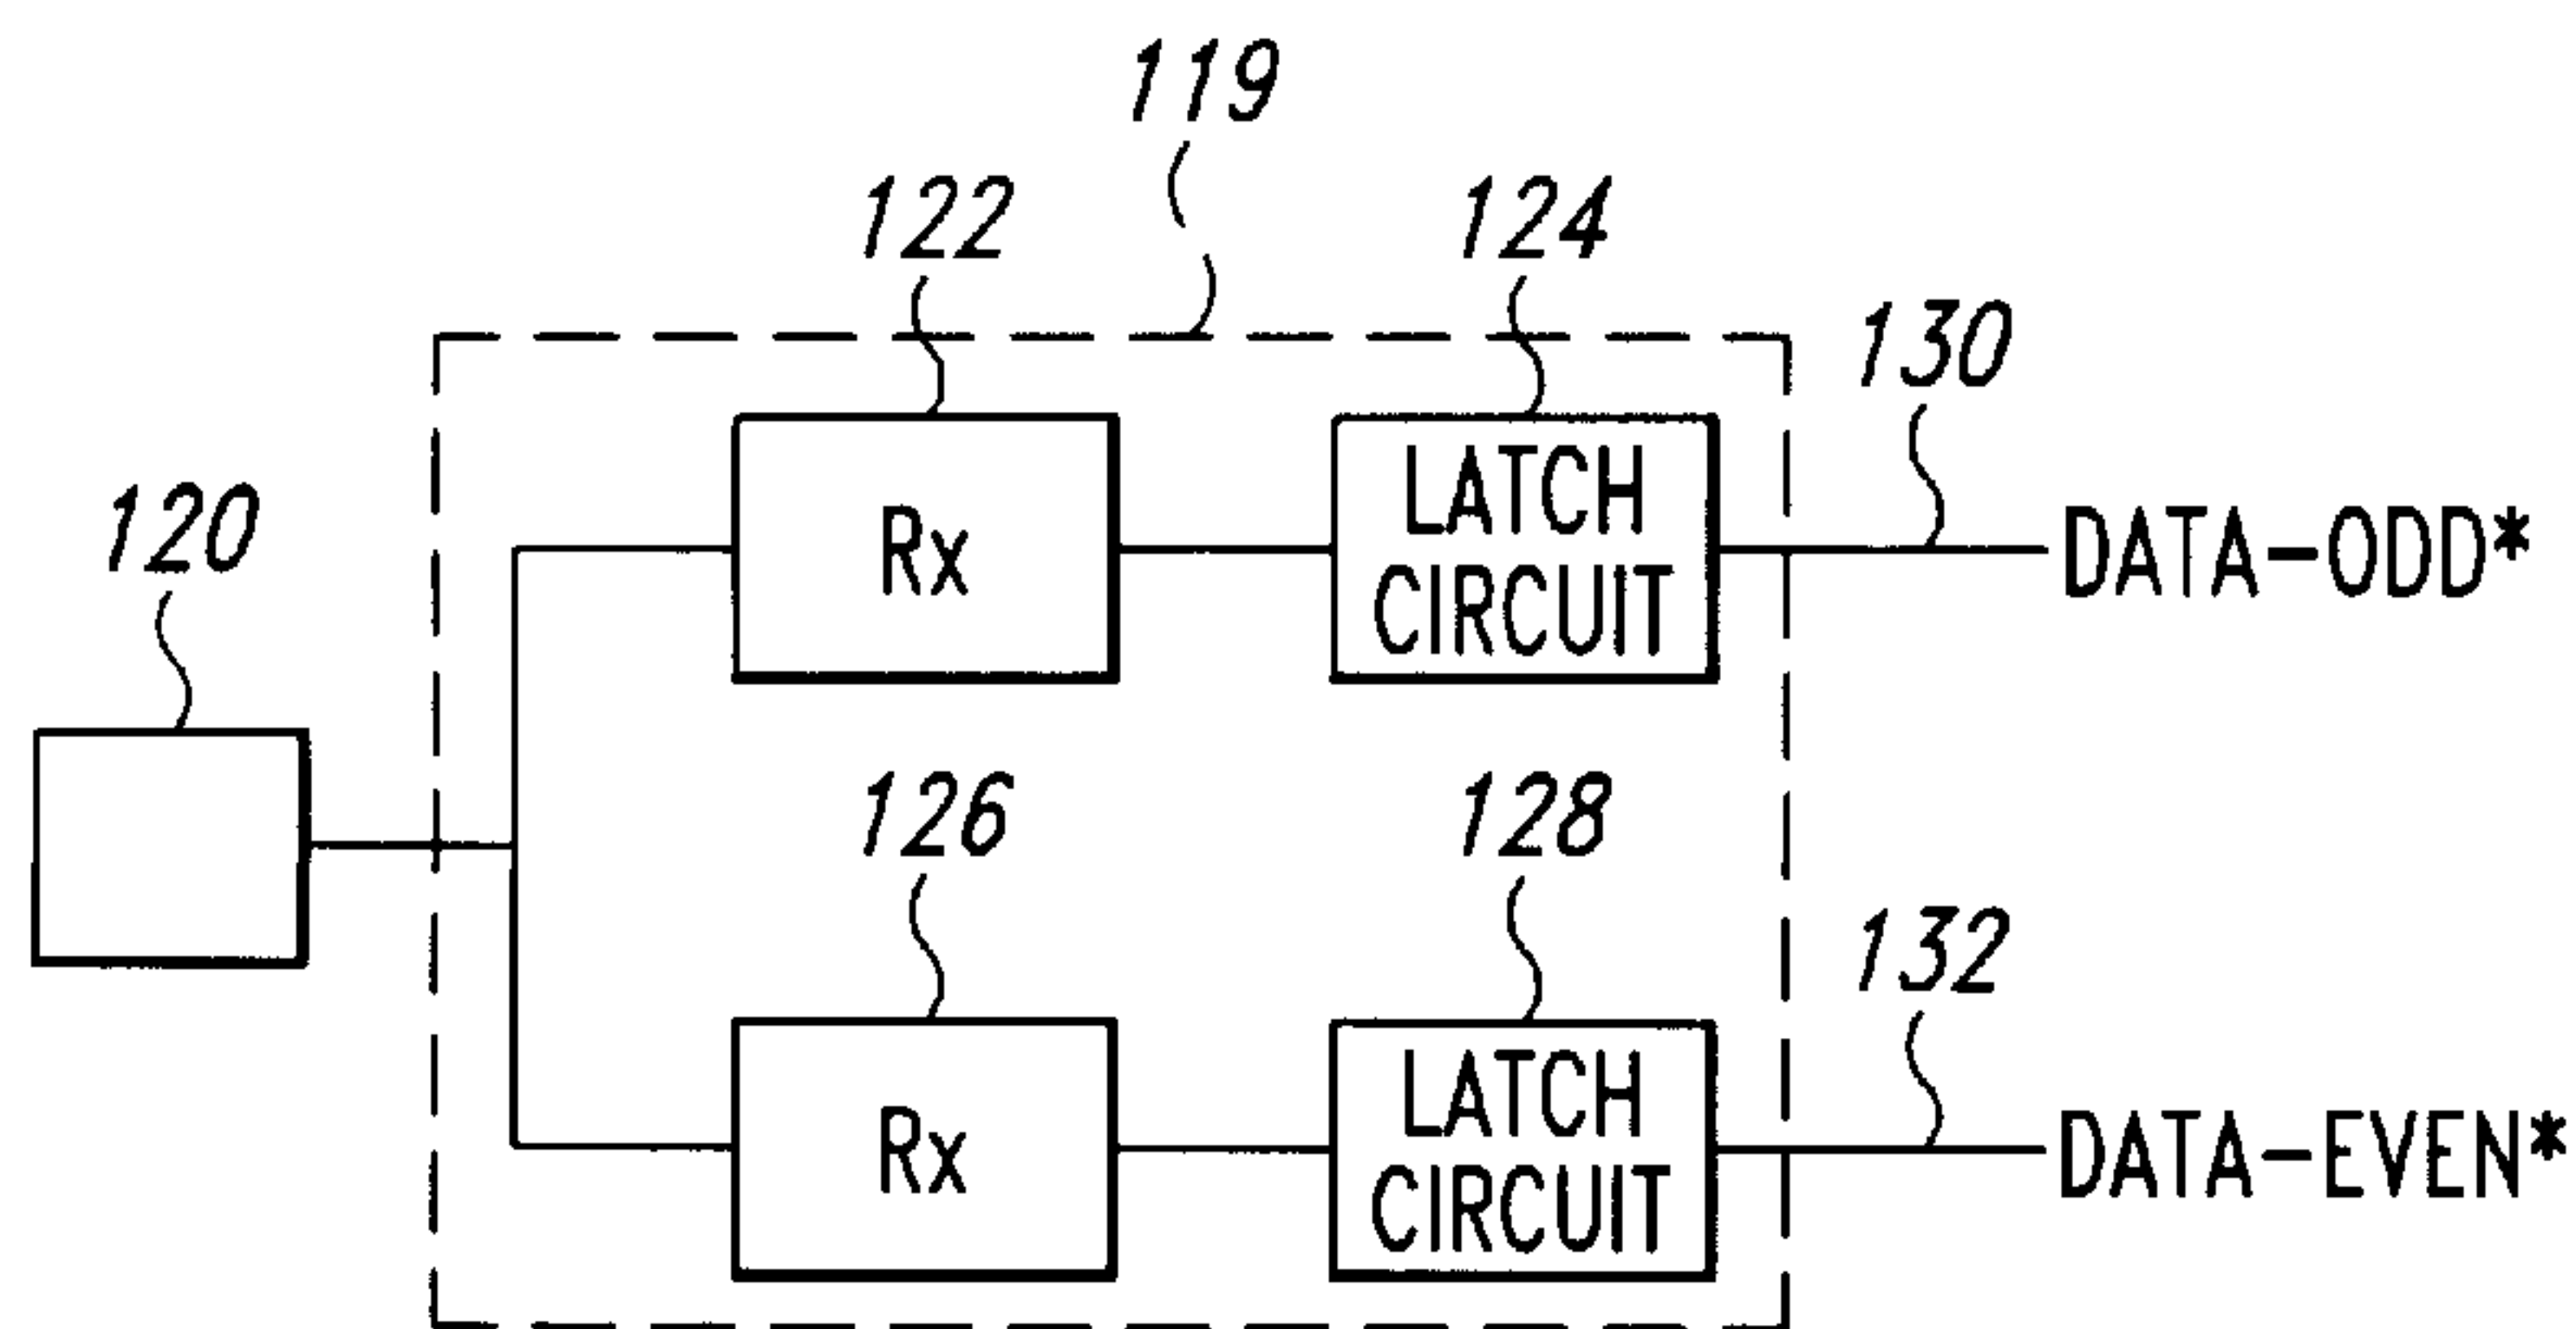 119
122
124
130
120
Rx
LATCH
CIRCUIT
DATA-ODD*
126
128
132
Rx
LATCH
CIRCUIT
DATA-EVEN*